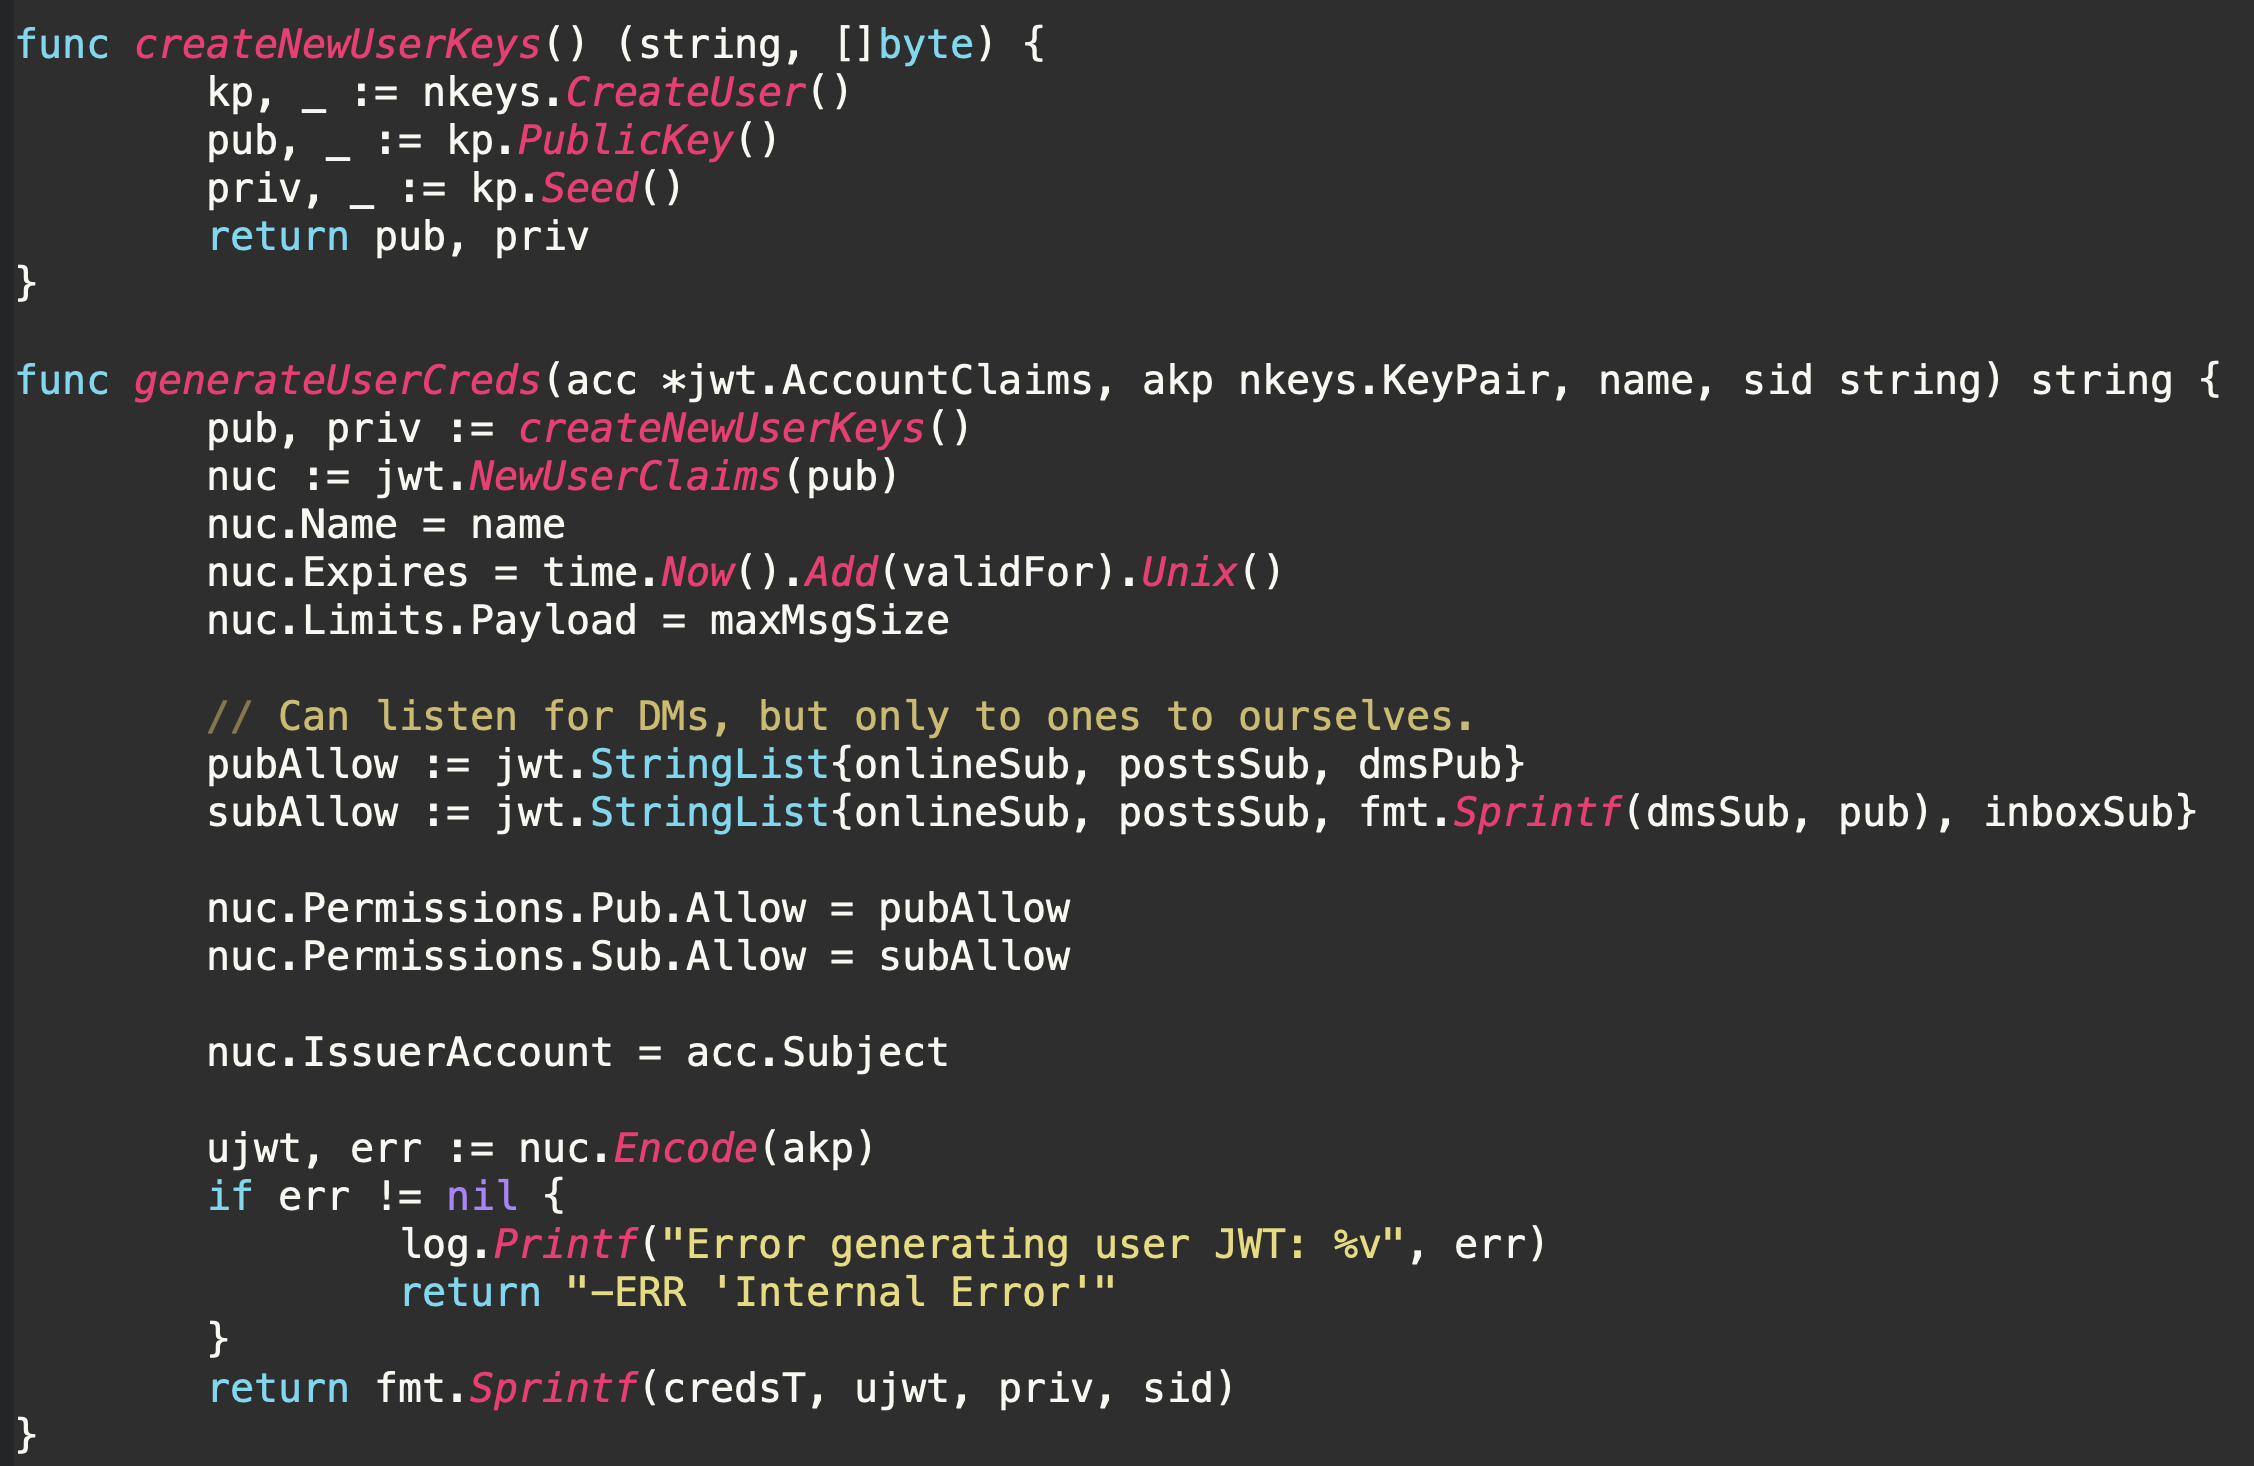 func createNewUserKeys() (string, []byte) {
        kp, _ := nkeys.CreateUser()
        pub, _ := kp.PublicKey()
        priv, _ := kp.Seed()
        return pub, priv
}

func generateUserCreds(acc *jwt.AccountClaims, akp nkeys.KeyPair, name, sid string) string {
        pub, priv := createNewUserKeys()
        nuc := jwt.NewUserClaims(pub)
        nuc.Name = name
        nuc.Expires = time.Now().Add(validFor).Unix()
        nuc.Limits.Payload = maxMsgSize

        // Can listen for DMs, but only to ones to ourselves.
        pubAllow := jwt.StringList{onlineSub, postsSub, dmsPub}
        subAllow := jwt.StringList{onlineSub, postsSub, fmt.Sprintf(dmsSub, pub), inboxSub}

        nuc.Permissions.Pub.Allow = pubAllow
        nuc.Permissions.Sub.Allow = subAllow

        nuc.IssuerAccount = acc.Subject

        ujwt, err := nuc.Encode(akp)
        if err != nil {
                log.Printf("Error generating user JWT: %v", err)
                return "-ERR 'Internal Error'"
        }
        return fmt.Sprintf(credsT, ujwt, priv, sid)
}